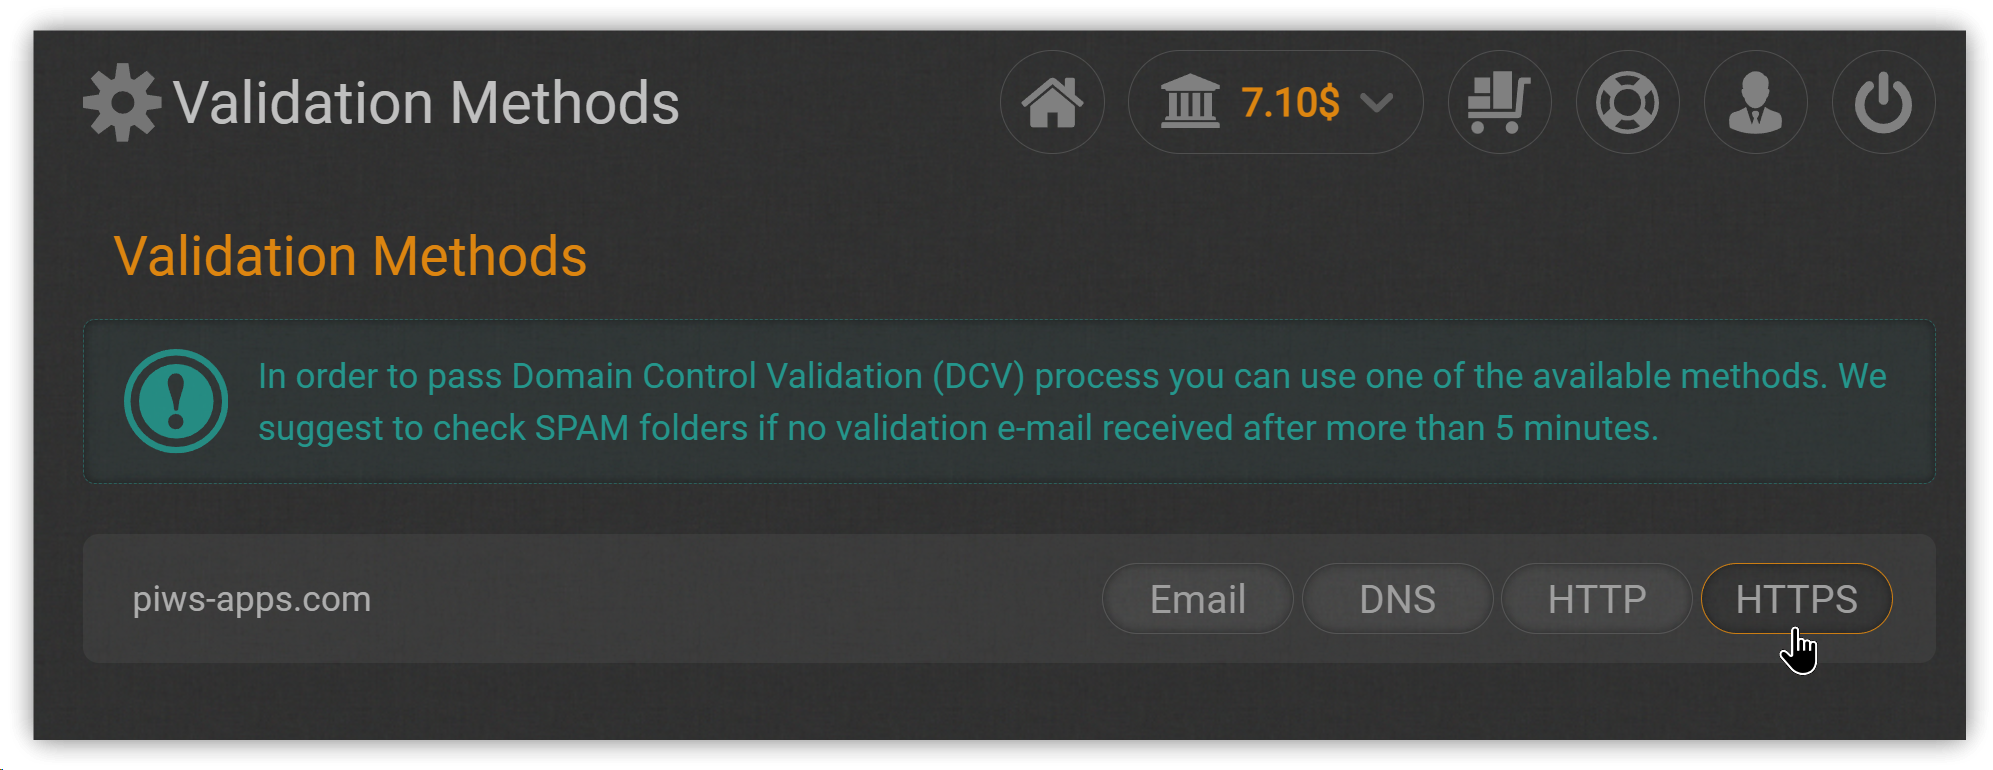 Validation Methods
7.10$
Validation Methods
In order to pass Domain Control Validation (DCV) process you can use one of the available methods. We
suggest to check SPAM folders if no validation e-mail received after more than 5 minutes.
piws-apps.com Email DNS HTTP HTTPS